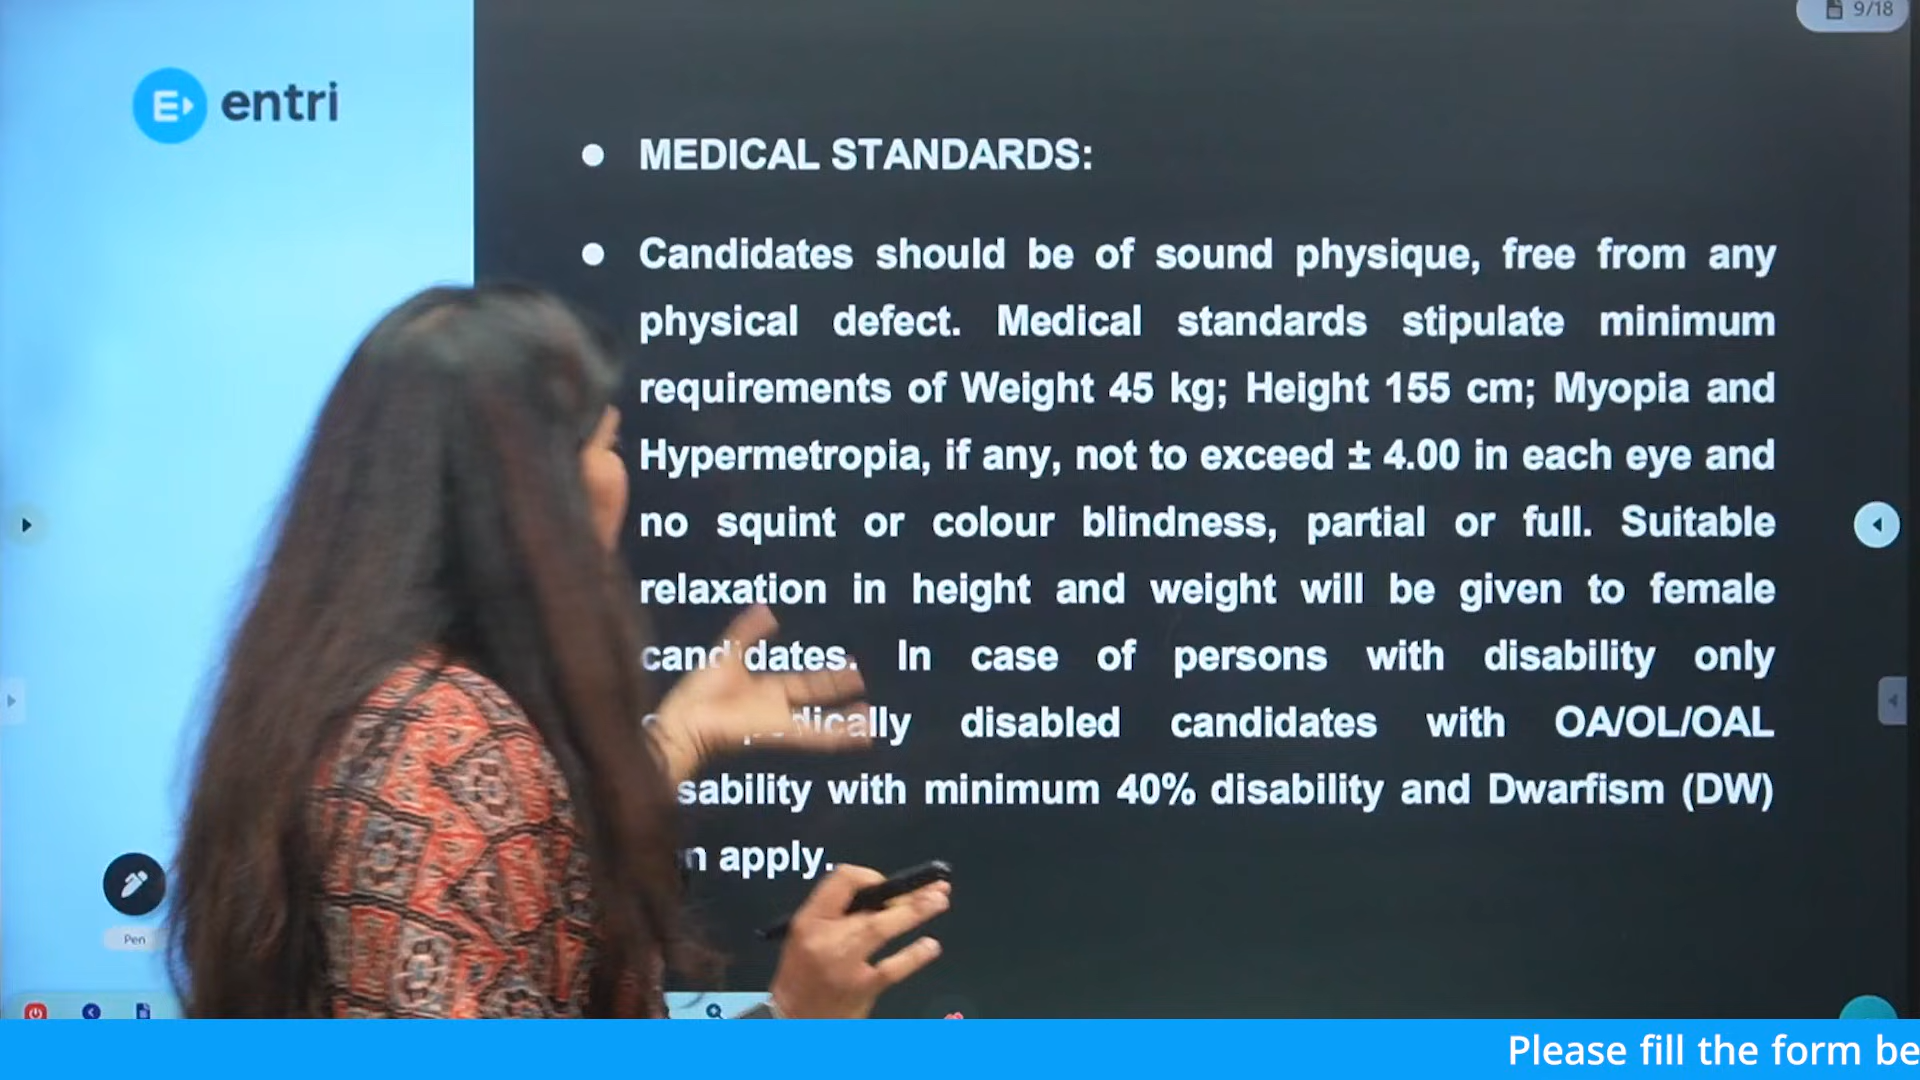 9/18
entri
MEDICAL STANDARDS:
Candidates should be of sound physique, free from any
physical defect. Medical standards stipulate minimum
requirements of Weight 45 kg; Height 155 cm; Myopia and
Hypermetropia, if any, not to exceed ± 4.00 in each eye and
no squint or colour blindness, partial or full. Suitable
relaxation in height and weight will be given to female
candidates. In case of persons with disability only
disabled candidates with OA/OL/OAL
with minimum 40% disability and Dwarfism (DW)
apply.
Pen
Please fill the form be